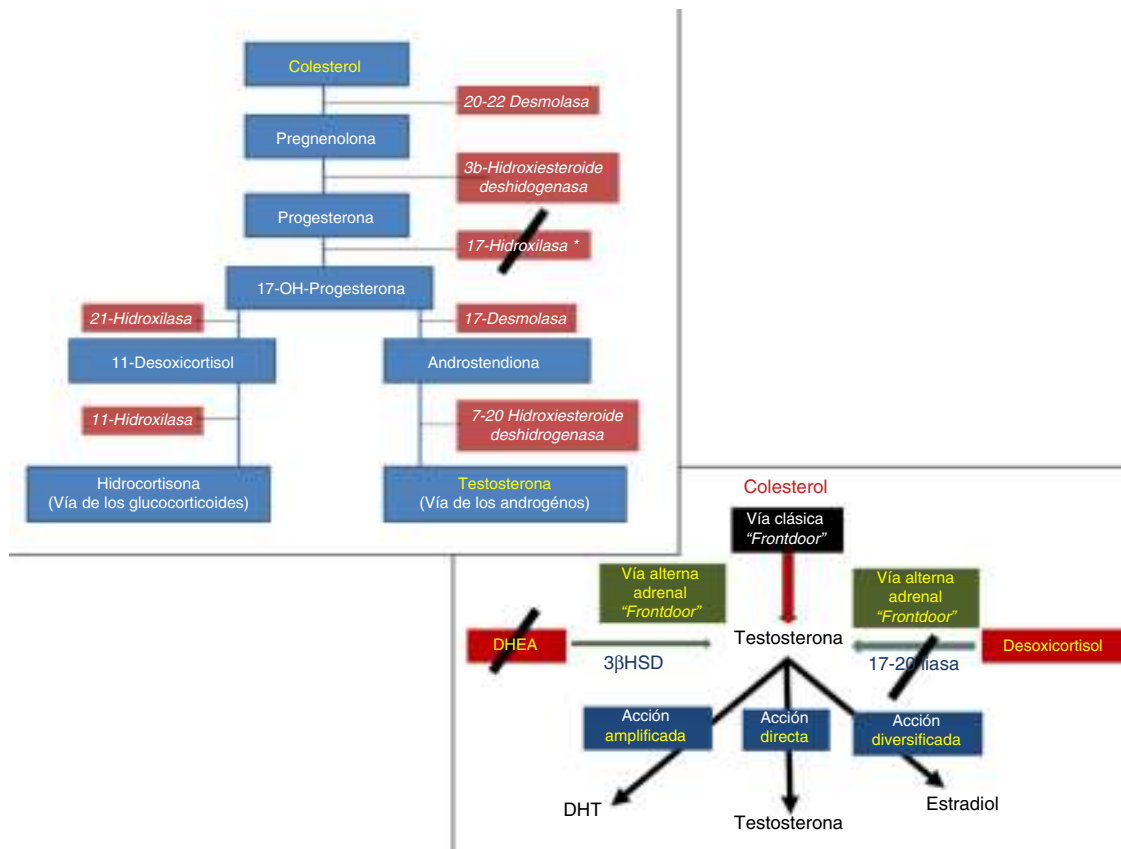 Colesterol
20-22 Desmolasa
Pregnenolona
3b-Hidroxiesteroide
deshidogenasa
Progesterona
17-Hidroxilasa *
17-OH-Progesterona
21-Hidroxilasa
17-Desmolasa
11-Desoxicortisol
Androstendiona
11-Hidroxilasa
7-20 Hidroxiesteroide
deshidrogenasa
Hidrocortisona
(Vía de los glucocorticoides)
Testosterona
(Vía de los androgénos)
Colesterol
Vía clásica
"Frontdoor"
Vía alterna
adrenal
"Frontdoor"
Vía alterna
adrenal
"Frontdoor"
DHEA
3βHSD
Testosterona
17-20 liasa
Desoxicortisol
Acción
amplificada
Acción
directa
Acción
diversificada
DHT
Testosterona
Estradiol